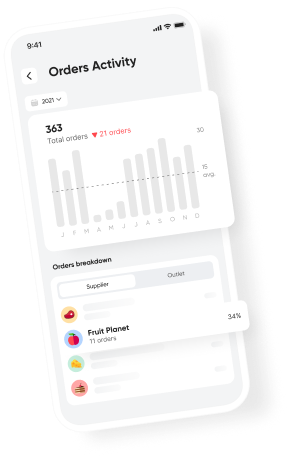 9:41
Orders Activity
2021
363
Total orders ▼ 21 orders
30
15
avg.
J F M A M J J A S O N D
Orders breakdown
Supplier Outlet
Fruit Planet 34%
11 orders